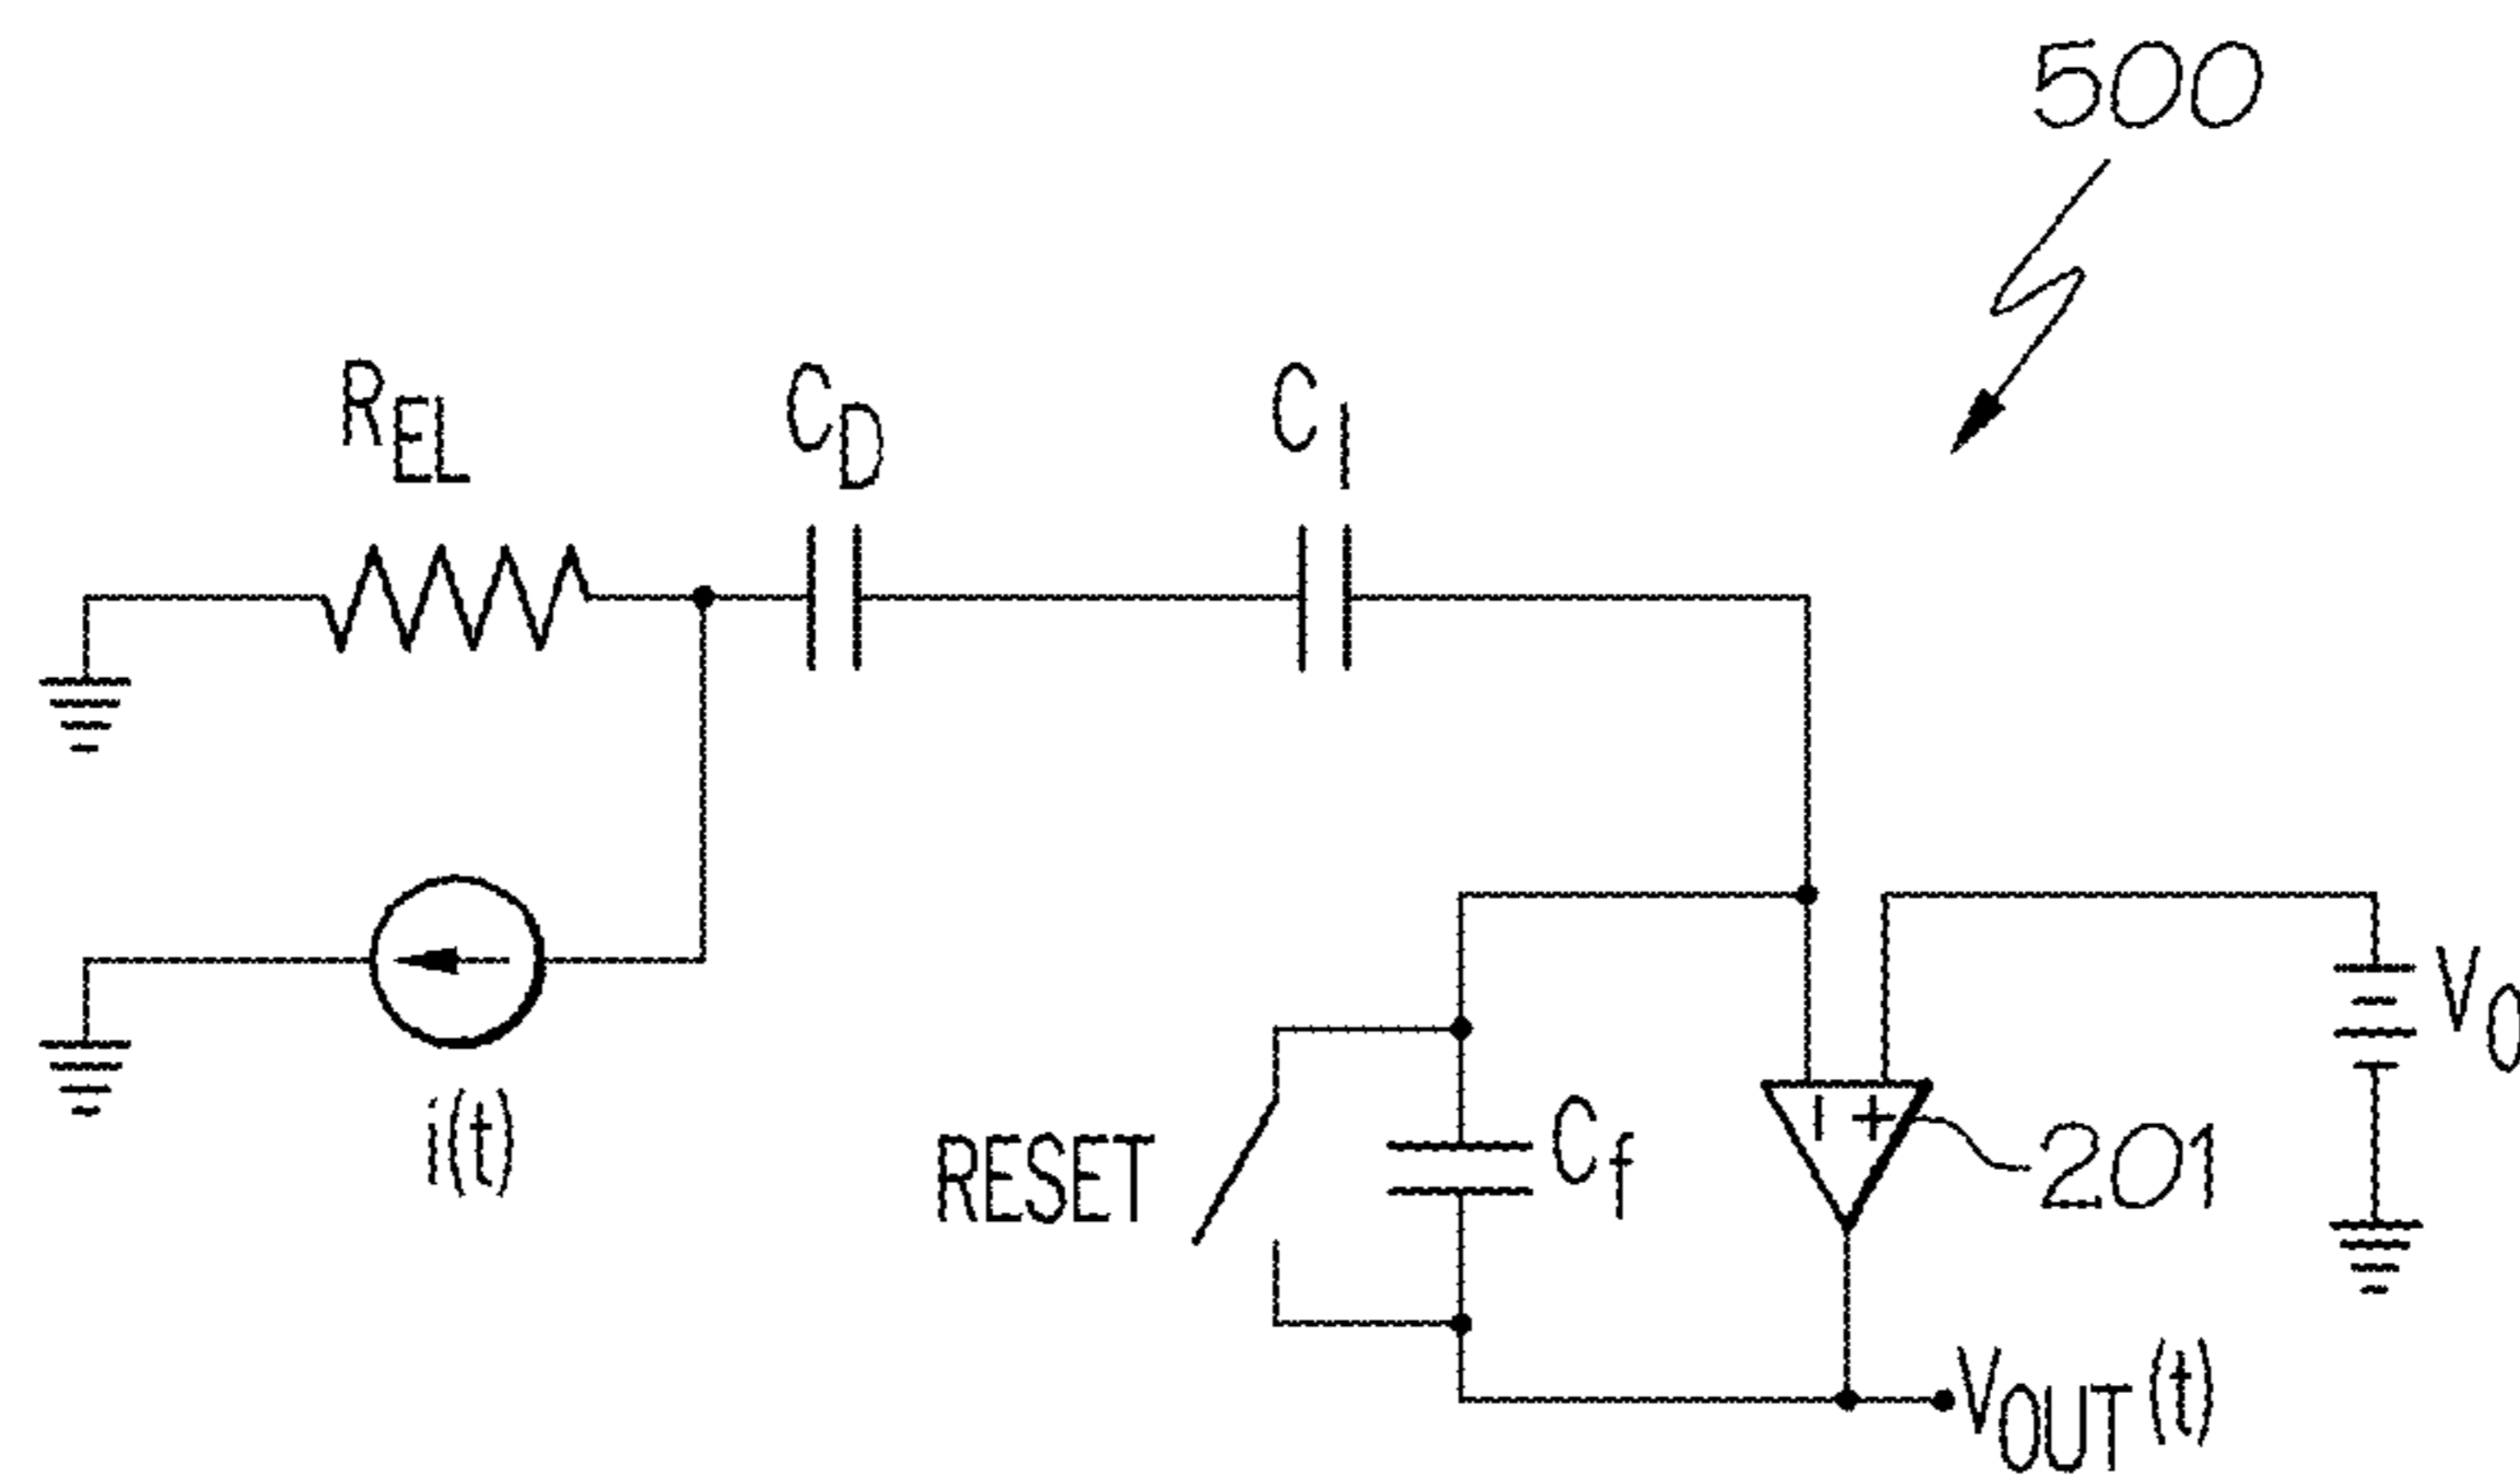 500
R_EL
C_D
C_I
i(t)
RESET
C_f
- +
201
V_O
V_OUT(t)